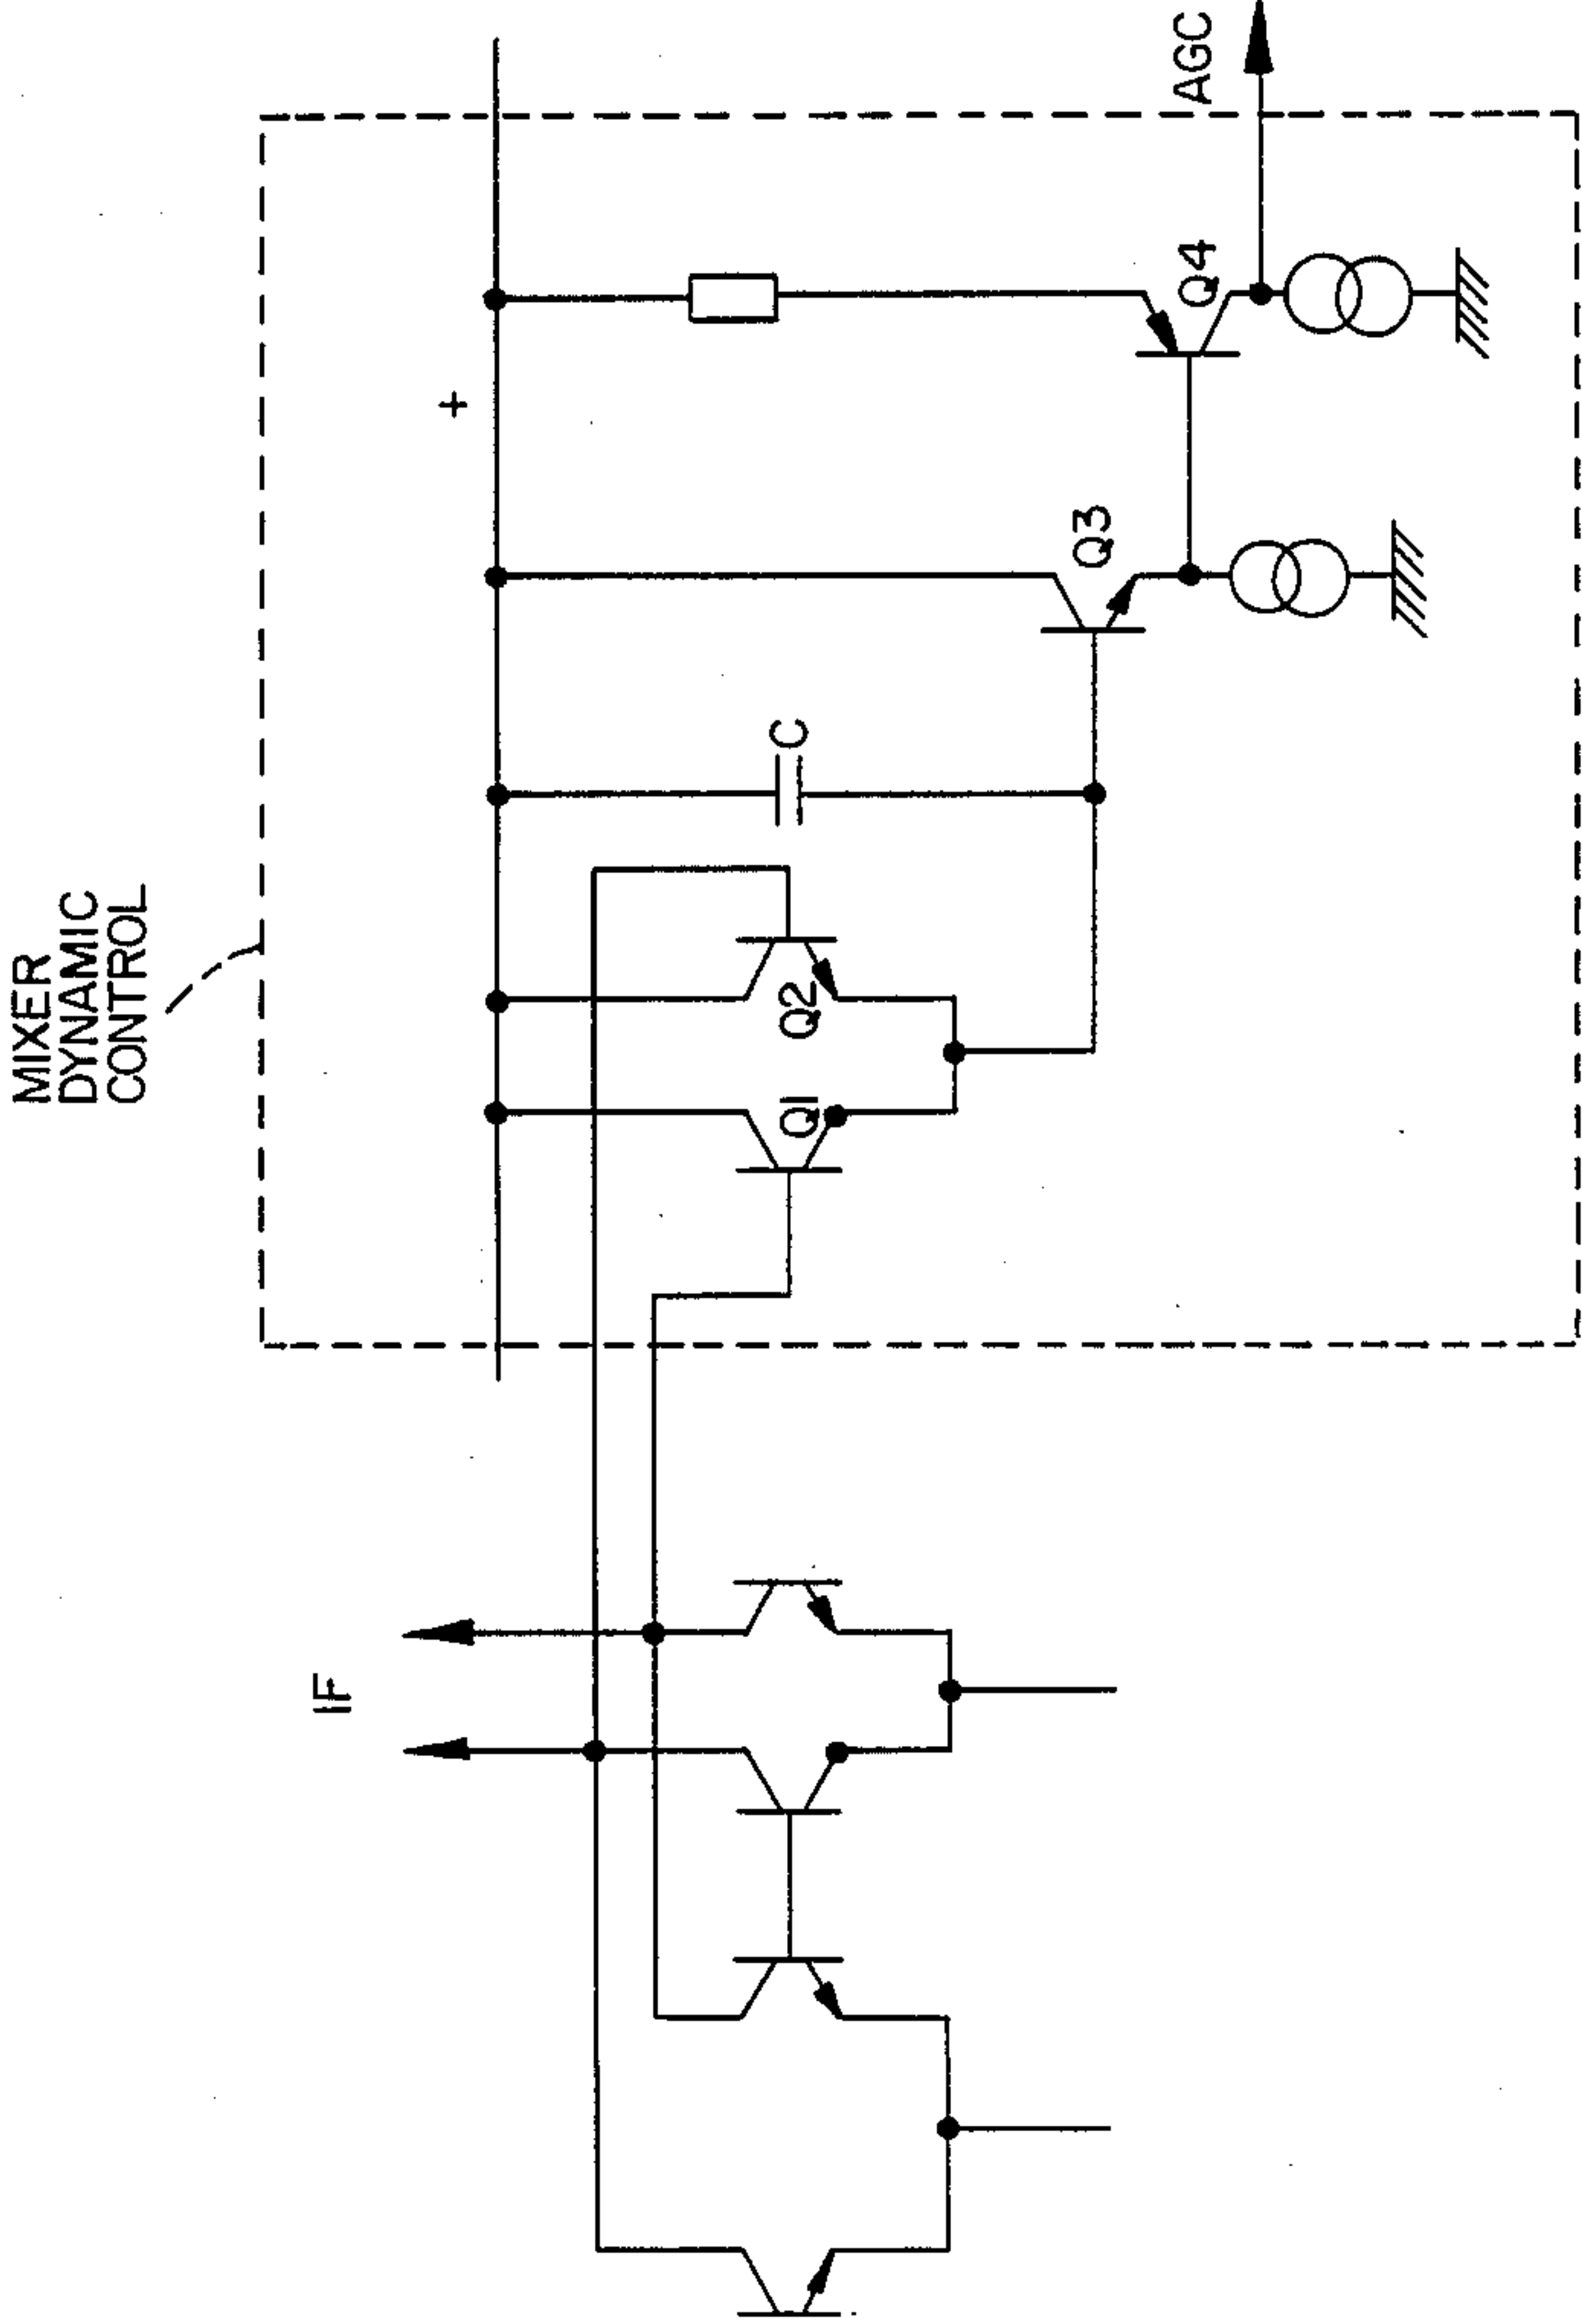 MIXER
DYNAMIC
CONTROL
IF
+
Q1
Q2
C
Q3
Q4
AGC